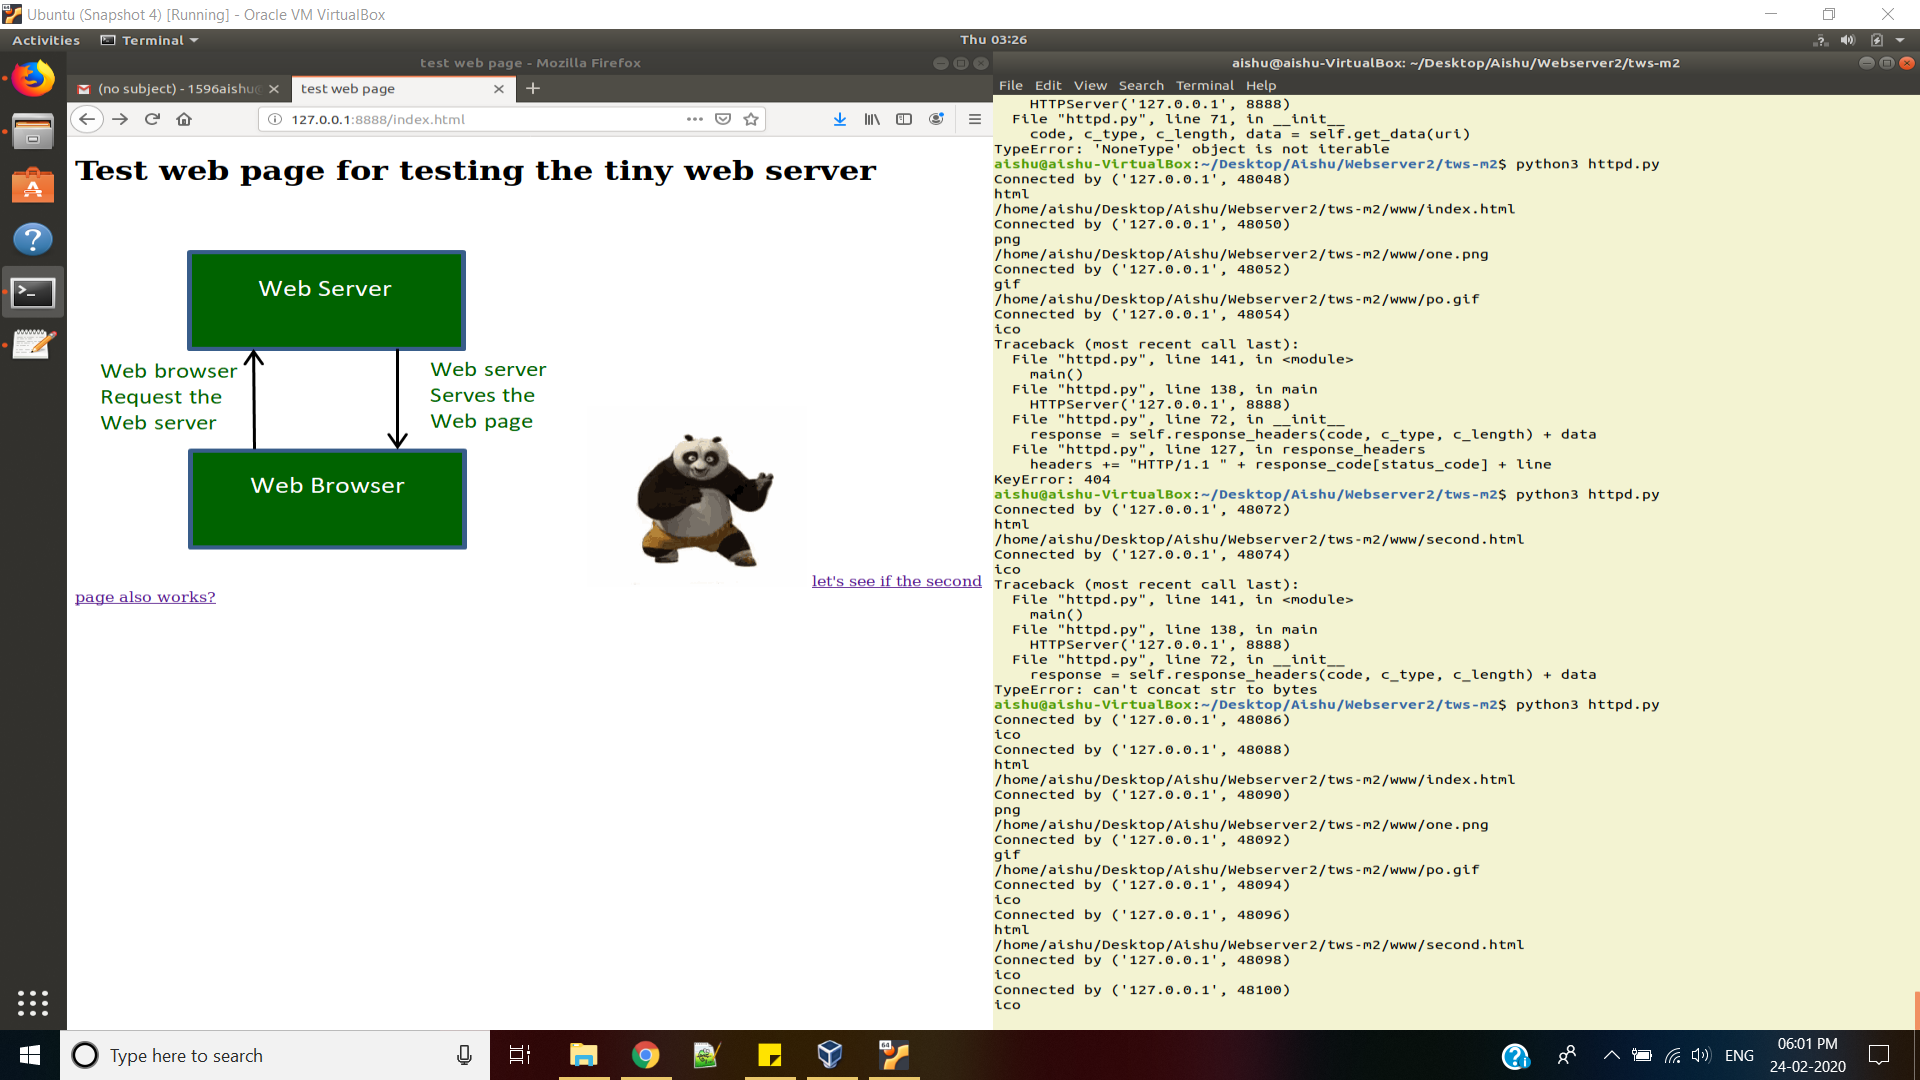 Ubuntu (Snapshot 4) [Running] - Oracle VM VirtualBox
Activities Terminal Thu 03:26
test web page - Mozilla Firefox
(no subject) - 1596aishu@ test web page
127.0.0.1:8888/index.html
Test web page for testing the tiny web server
Web Server
Web browser
Request the
Web server
Web server
Serves the
Web page
Web Browser
let's see if the second
page also works?
aishu@aishu-VirtualBox: ~/Desktop/Aishu/Webserver2/tws-m2
File Edit View Search Terminal Help
HTTPServer('127.0.0.1', 8888)
File "httpd.py", line 71, in __init__
code, c_type, c_length, data = self.get_data(uri)
TypeError: 'NoneType' object is not iterable
aishu@aishu-VirtualBox:~/Desktop/Aishu/Webserver2/tws-m2$ python3 httpd.py
Connected by ('127.0.0.1', 48048)
html
/home/aishu/Desktop/Aishu/Webserver2/tws-m2/www/index.html
Connected by ('127.0.0.1', 48050)
png
/home/aishu/Desktop/Aishu/Webserver2/tws-m2/www/one.png
Connected by ('127.0.0.1', 48052)
gif
/home/aishu/Desktop/Aishu/Webserver2/tws-m2/www/po.gif
Connected by ('127.0.0.1', 48054)
ico
Traceback (most recent call last):
File "httpd.py", line 141, in <module>
main()
File "httpd.py", line 138, in main
HTTPServer('127.0.0.1', 8888)
File "httpd.py", line 72, in __init__
response = self.response_headers(code, c_type, c_length) + data
File "httpd.py", line 127, in response_headers
headers += "HTTP/1.1 " + response_code[status_code] + line
KeyError: 404
aishu@aishu-VirtualBox:~/Desktop/Aishu/Webserver2/tws-m2$ python3 httpd.py
Connected by ('127.0.0.1', 48072)
html
/home/aishu/Desktop/Aishu/Webserver2/tws-m2/www/second.html
Connected by ('127.0.0.1', 48074)
ico
Traceback (most recent call last):
File "httpd.py", line 141, in <module>
main()
File "httpd.py", line 138, in main
HTTPServer('127.0.0.1', 8888)
File "httpd.py", line 72, in __init__
response = self.response_headers(code, c_type, c_length) + data
TypeError: can't concat str to bytes
aishu@aishu-VirtualBox:~/Desktop/Aishu/Webserver2/tws-m2$ python3 httpd.py
Connected by ('127.0.0.1', 48086)
ico
Connected by ('127.0.0.1', 48088)
html
/home/aishu/Desktop/Aishu/Webserver2/tws-m2/www/index.html
Connected by ('127.0.0.1', 48090)
png
/home/aishu/Desktop/Aishu/Webserver2/tws-m2/www/one.png
Connected by ('127.0.0.1', 48092)
gif
/home/aishu/Desktop/Aishu/Webserver2/tws-m2/www/po.gif
Connected by ('127.0.0.1', 48094)
ico
Connected by ('127.0.0.1', 48096)
html
/home/aishu/Desktop/Aishu/Webserver2/tws-m2/www/second.html
Connected by ('127.0.0.1', 48098)
ico
Connected by ('127.0.0.1', 48100)
ico
Type here to search
ENG
06:01 PM
24-02-2020